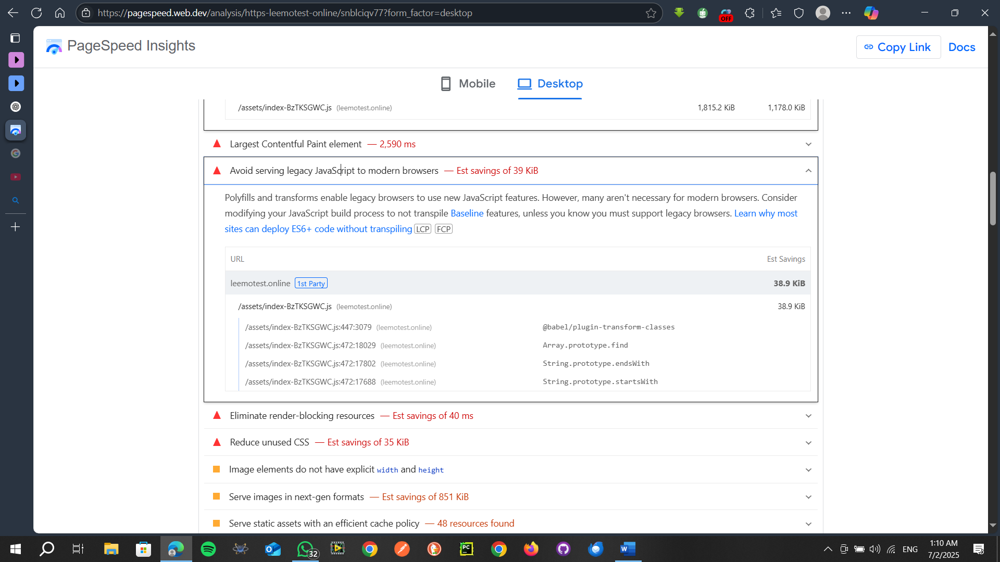 https://pagespeed.web.dev/analysis/https-leemotest-online/snblciqv77?form_factor=desktop
OFF
PageSpeed Insights
Copy Link
Docs
Mobile
Desktop
/assets/index-BzTKSGWC.js (leemotest.online) 1,815.2 KiB 1,178.0 KiB
Largest Contentful Paint element — 2,590 ms
Avoid serving legacy JavaScript to modern browsers — Est savings of 39 KiB
Polyfills and transforms enable legacy browsers to use new JavaScript features. However, many aren't necessary for modern browsers. Consider
modifying your JavaScript build process to not transpile Baseline features, unless you know you must support legacy browsers. Learn why most
sites can deploy ES6+ code without transpiling LCP FCP
URL Est Savings
leemotest.online 1st Party 38.9 KiB
/assets/index-BzTKSGWC.js (leemotest.online) 38.9 KiB
/assets/index-BzTKSGWC.js:447:3079 (leemotest.online) @babel/plugin-transform-classes
/assets/index-BzTKSGWC.js:472:18029 (leemotest.online) Array.prototype.find
/assets/index-BzTKSGWC.js:472:17802 (leemotest.online) String.prototype.endsWith
/assets/index-BzTKSGWC.js:472:17688 (leemotest.online) String.prototype.startsWith
Eliminate render-blocking resources — Est savings of 40 ms
Reduce unused CSS — Est savings of 35 KiB
Image elements do not have explicit width and height
Serve images in next-gen formats — Est savings of 851 KiB
Serve static assets with an efficient cache policy — 48 resources found
32
PC
W
ENG
1:10 AM
7/2/2025